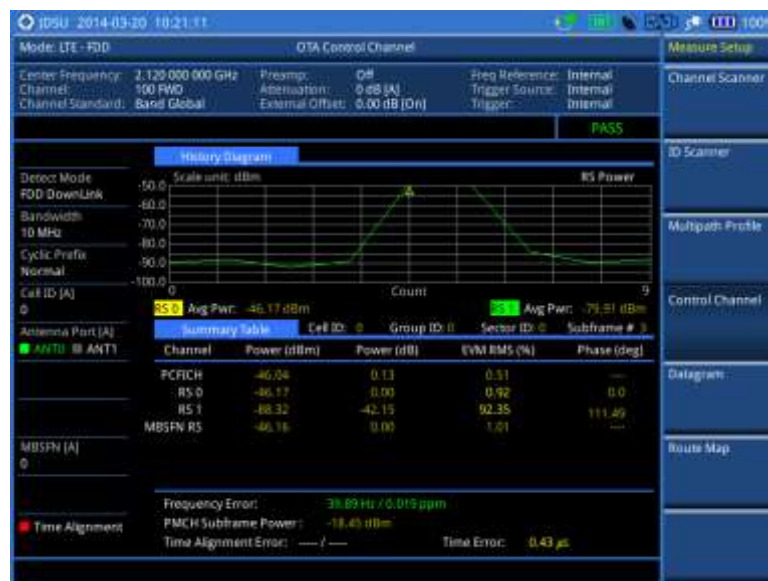 JDSU 2014-03-20 10:21:11
100%
Mode: LTE - FDD
OTA Control Channel
Measure Setup
Center Frequency: 2.120 000 000 GHz
Preamp: Off
Freq Reference: Internal
Channel: 100 FWD
Attenuation: 0 dB [A]
Trigger Source: Internal
Channel Standard: Band Global
External Offset: 0.00 dB [On]
Trigger: Internal
PASS
Channel Scanner
ID Scanner
Multipath Profile
Control Channel
Datagram
Route Map
Detect Mode
FDD DownLink
Bandwidth
10 MHz
Cyclic Prefix
Normal
Cell ID [A]
0
Antenna Port [A]
ANT0 ANT1
MBSFN [A]
0
Time Alignment
History Diagram
Scale unit: dBm
RS Power
-50.0
-60.0
-70.0
-80.0
-90.0
-100.0
0 Count 9
RS 0 Avg Pwr: -46.17 dBm
RS 1 Avg Pwr: -79.91 dBm
Summary Table
Cell ID: 0 Group ID: 0 Sector ID: 0 Subframe # 3
Channel Power (dBm) Power (dB) EVM RMS (%) Phase (deg)
PCFICH -46.04 0.13 0.51 ----
RS 0 -46.17 0.00 0.92 0.0
RS 1 -88.32 -42.15 92.35 111.49
MBSFN RS -46.16 0.00 1.01 ----
Frequency Error: 39.89 Hz / 0.019 ppm
PMCH Subframe Power: -18.45 dBm
Time Alignment Error: ---- / ----
Time Error: 0.43 µs